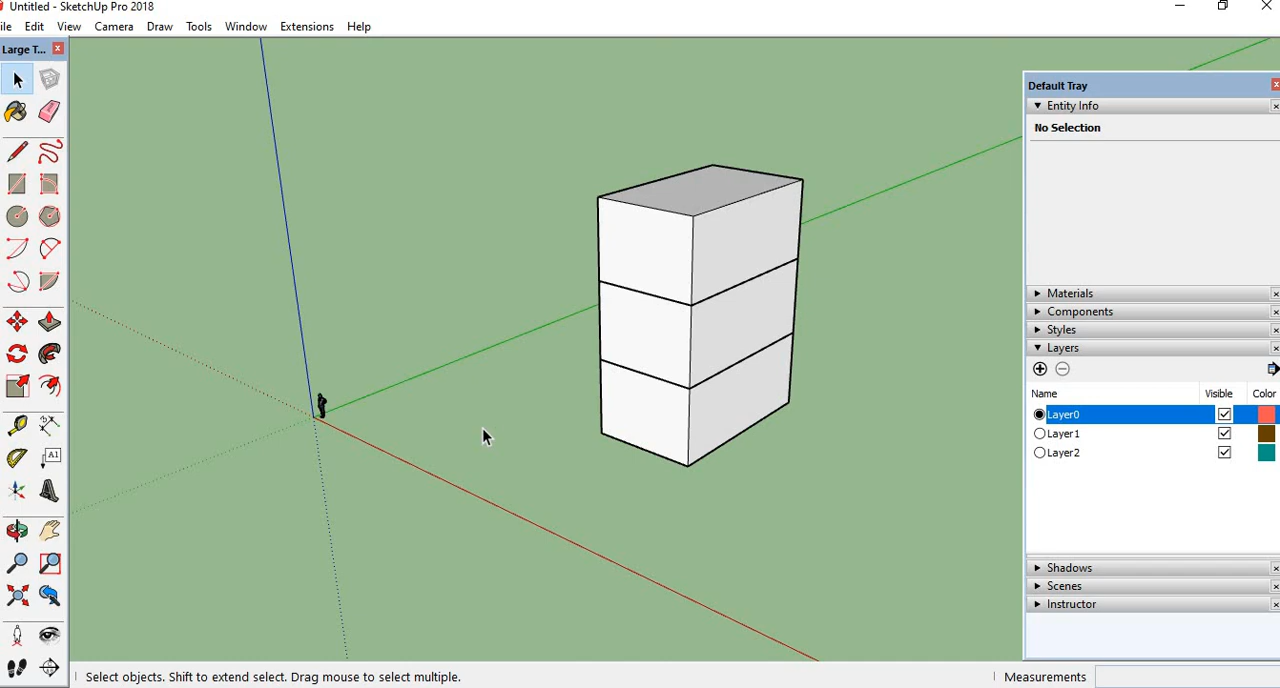 Untitled - SketchUp Pro 2018
ile Edit View Camera Draw Tools Window Extensions Help
Large T...
Default Tray
Entity Info
No Selection
Materials
Components
Styles
Layers
Name Visible Color
Layer0
Layer1
Layer2
Shadows
Scenes
Instructor
A1
Select objects. Shift to extend select. Drag mouse to select multiple.
Measurements